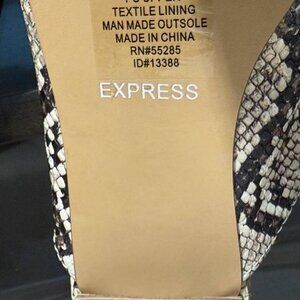 TEXTILE LINING
MAN MADE OUTSOLE
MADE IN CHINA
RN#55285
ID#13388
EXPRESS